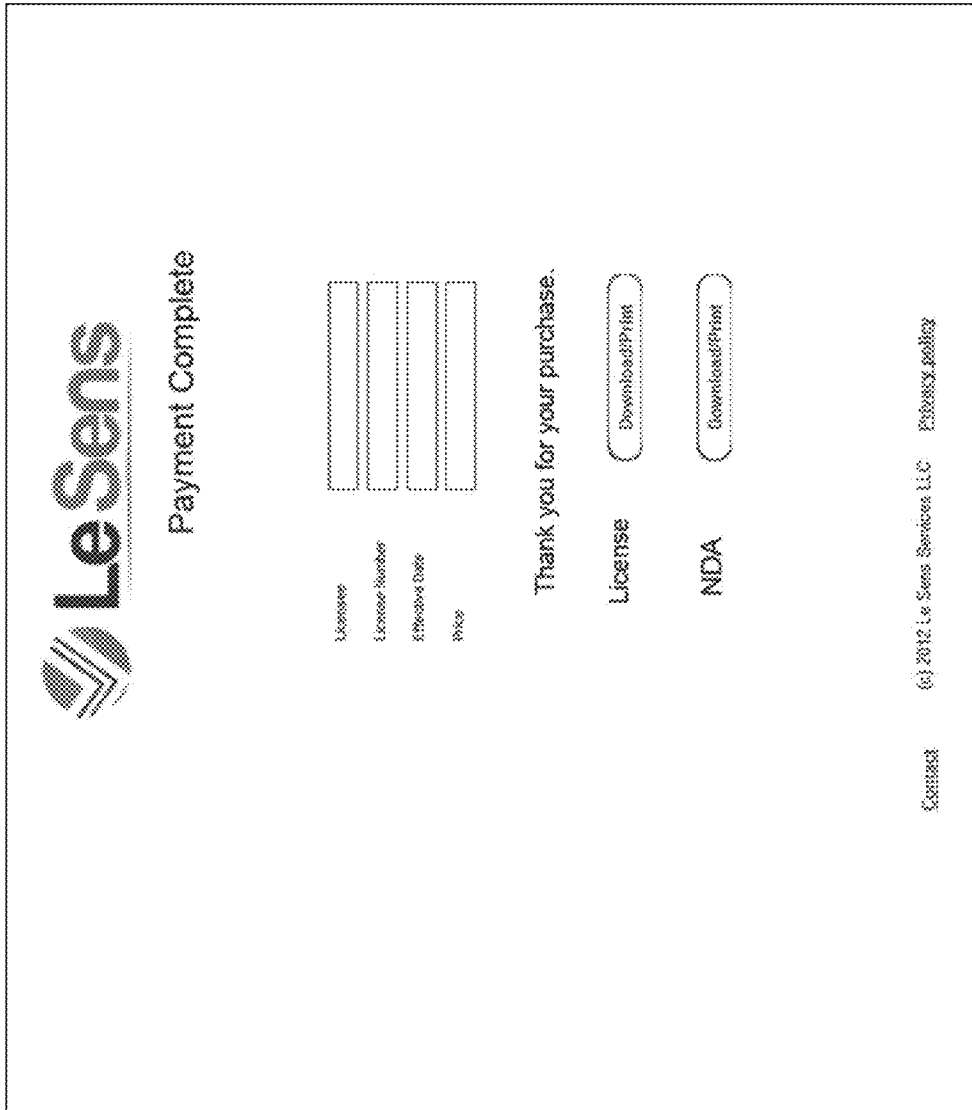 LeSens
Payment Complete
Licensee
License Number
Effective Date
Price
Thank you for your purchase.
License Download/Print
NDA Download/Print
Contact (c) 2012 Le Sens Services LLC Privacy policy